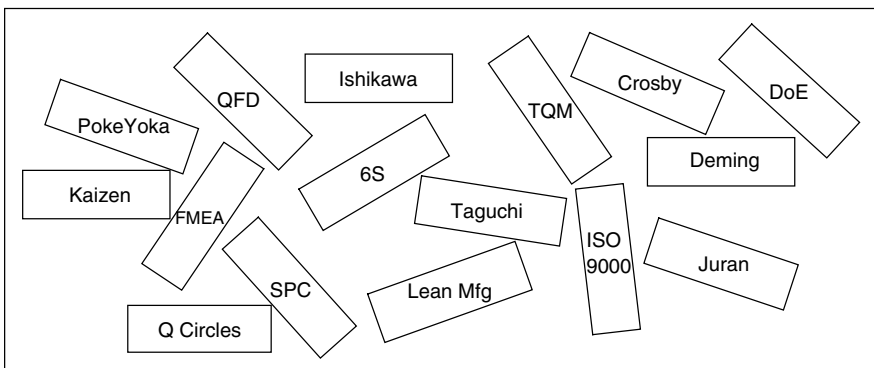 PokeYoka
QFD
Ishikawa
TQM
Crosby
DoE
Kaizen
FMEA
6S
Taguchi
Deming
ISO
9000
Juran
SPC
Lean Mfg
Q Circles